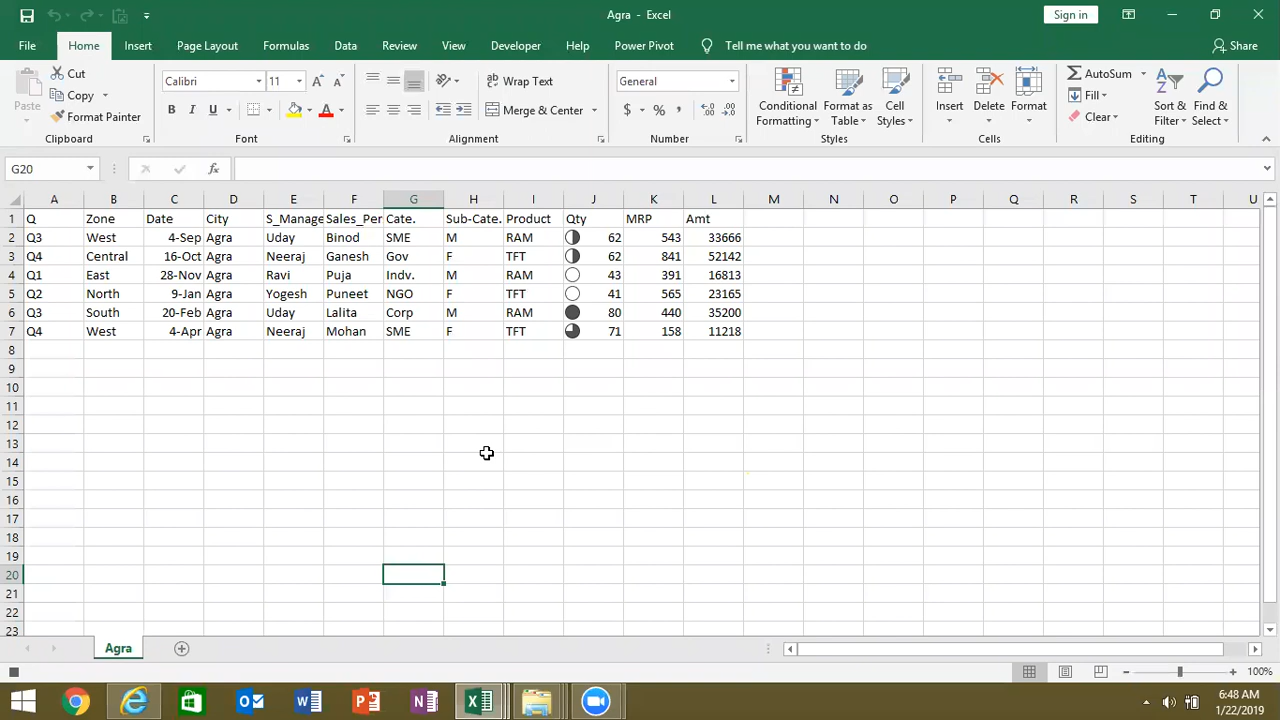 Agra - Excel
Sign in
File Home Insert Page Layout Formulas Data Review View Developer Help Power Pivot Tell me what you want to do Share
Paste Cut Copy Format Painter Clipboard
Calibri 11 B I U Font
Wrap Text Merge & Center Alignment
General $ % , Number
Conditional Formatting Format as Table Cell Styles Styles
Insert Delete Format Cells
AutoSum Fill Clear Sort & Filter Find & Select Editing
G20 fx
A B C D E F G H I J K L M N O P Q R S T U
1 Q Zone Date City S_Manage Sales_Per Cate. Sub-Cate. Product Qty MRP Amt
2 Q3 West 4-Sep Agra Uday Binod SME M RAM 62 543 33666
3 Q4 Central 16-Oct Agra Neeraj Ganesh Gov F TFT 62 841 52142
4 Q1 East 28-Nov Agra Ravi Puja Indv. M RAM 43 391 16813
5 Q2 North 9-Jan Agra Yogesh Puneet NGO F TFT 41 565 23165
6 Q3 South 20-Feb Agra Uday Lalita Corp M RAM 80 440 35200
7 Q4 West 4-Apr Agra Neeraj Mohan SME F TFT 71 158 11218
8
9
10
11
12
13
14
15
16
17
18
19
20
21
22
23
Agra
100%
6:48 AM
1/22/2019